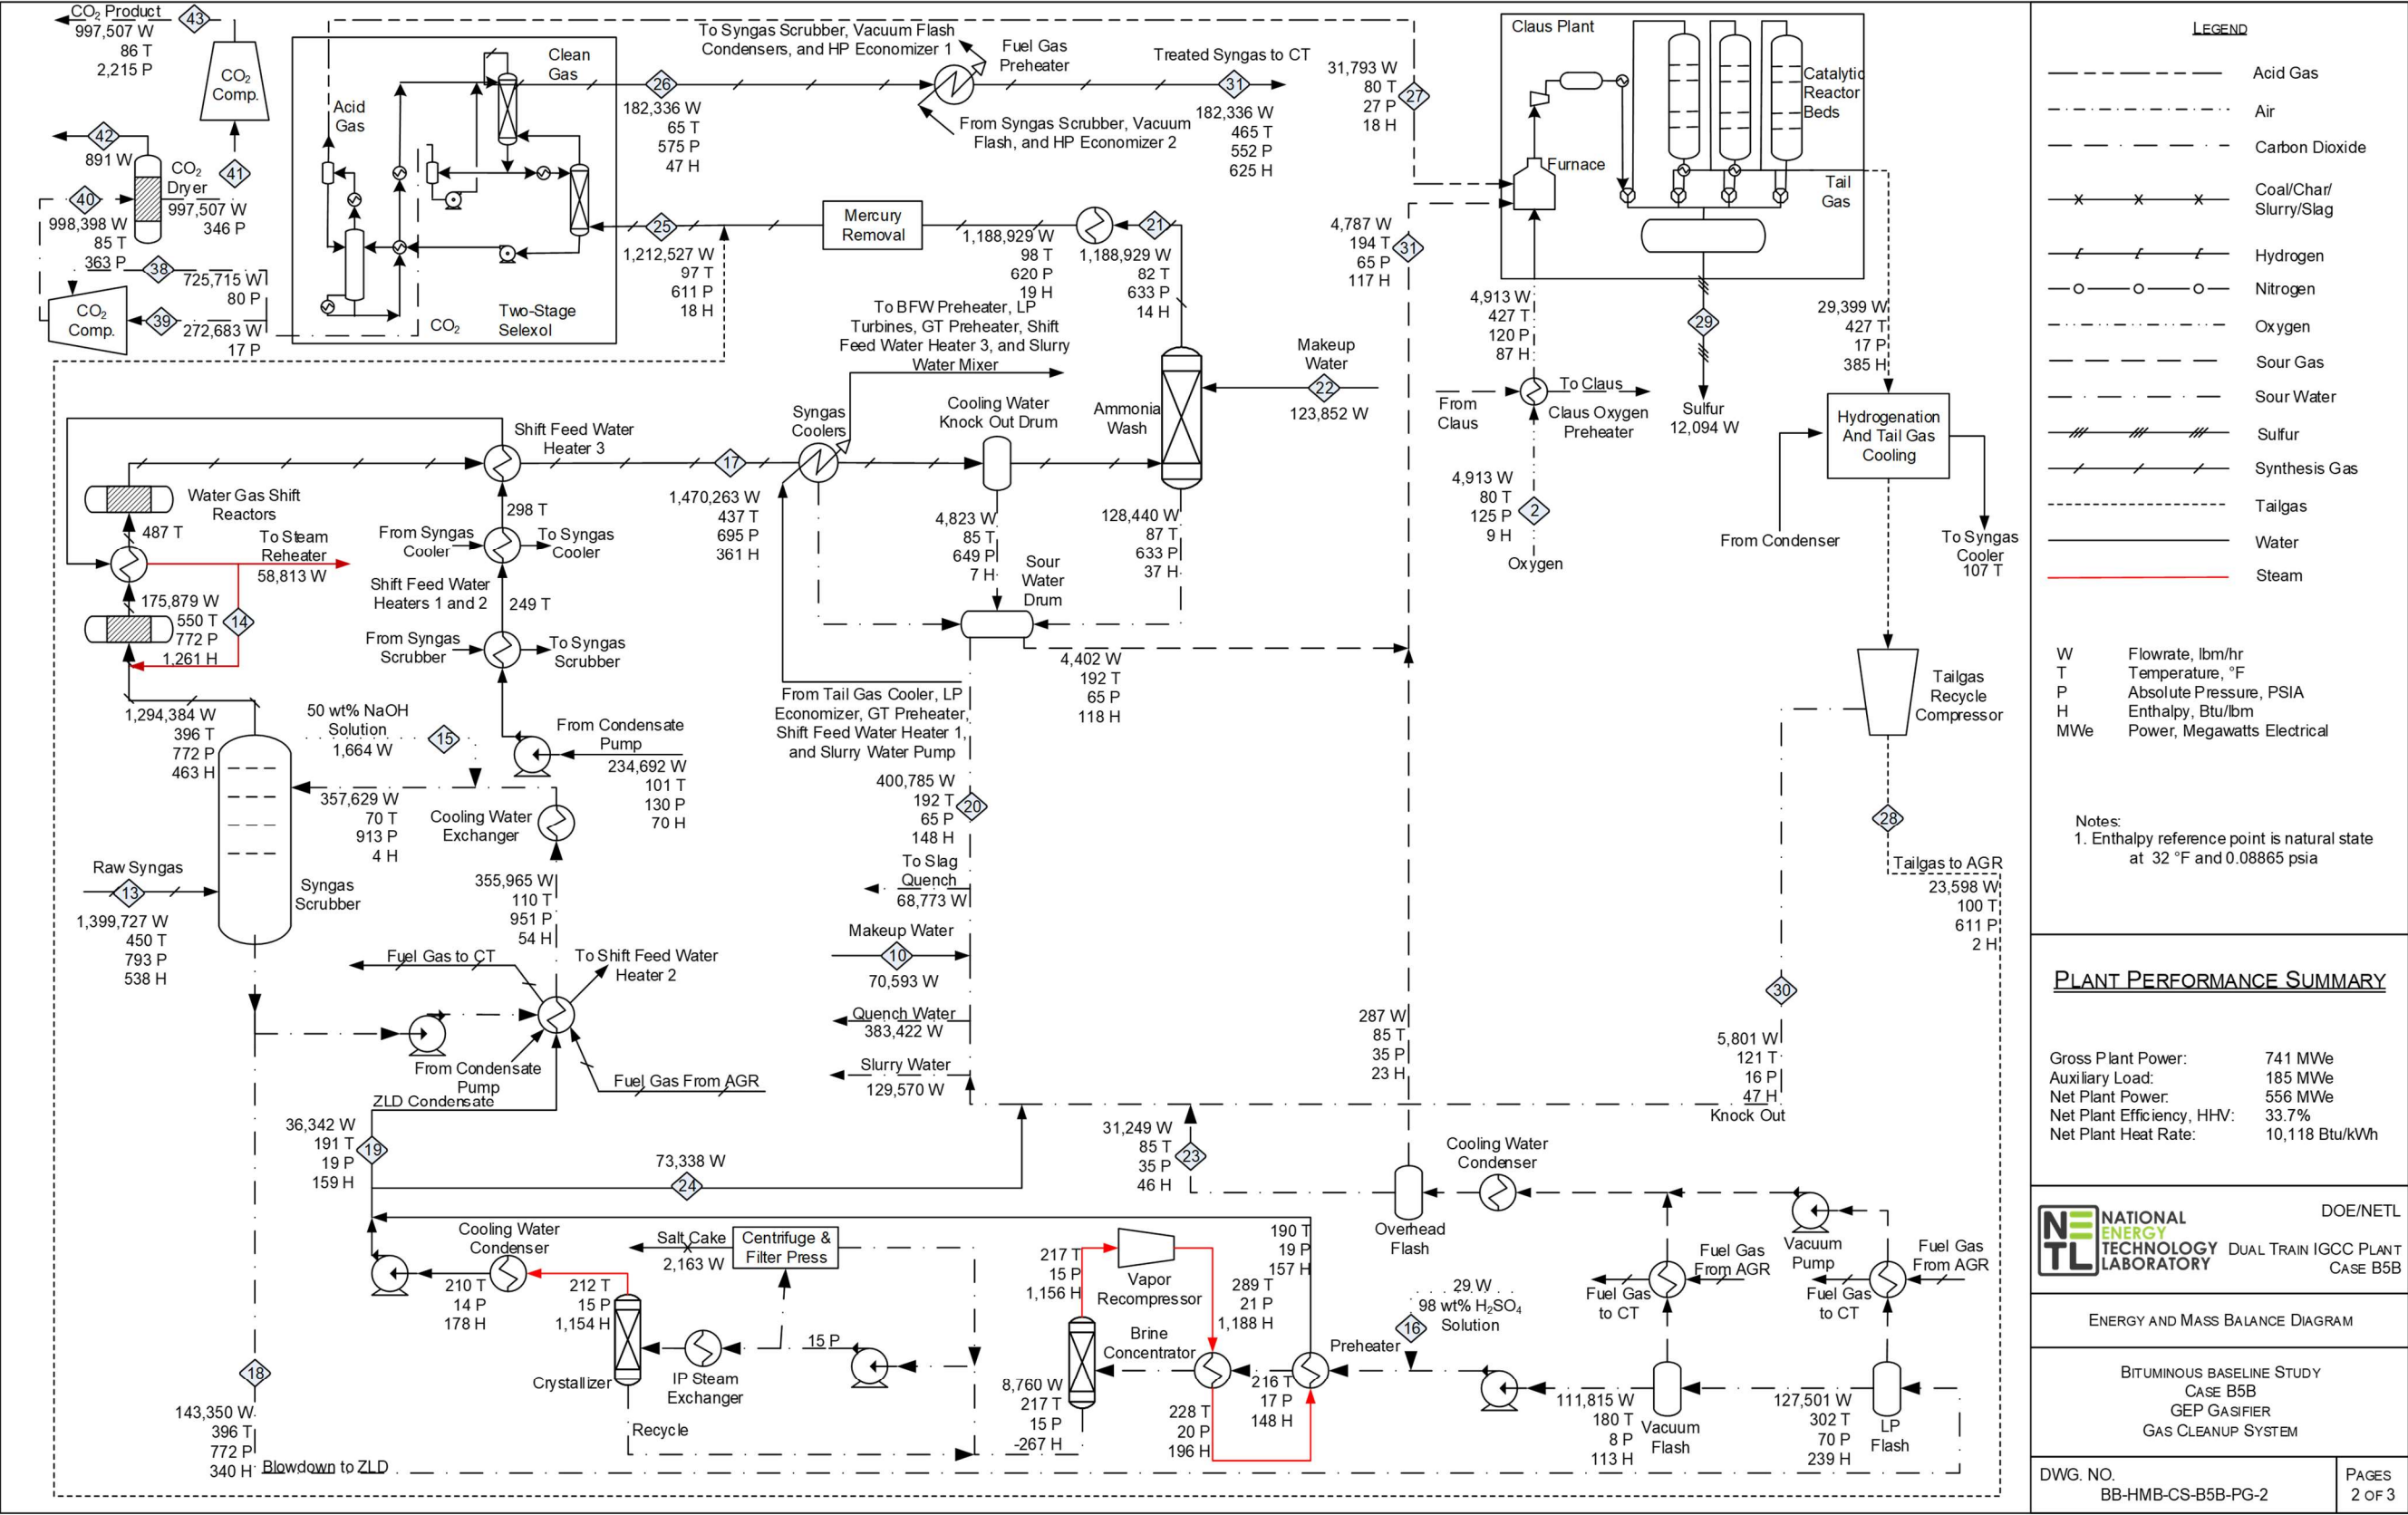 CO2 Product
997,507 W
86 T
2,215 P
43
CO2
Comp.
42
891 W
CO2
Dryer
41
997,507 W
346 P
40
998,398 W
85 T
363 P
38
725,715 W
80 P
CO2
Comp.
39
272,683 W
17 P
Acid
Gas
Clean
Gas
CO2
Two-Stage
Selexol
To Syngas Scrubber, Vacuum Flash
Condensers, and HP Economizer 1
26
182,336 W
65 T
575 P
47 H
Fuel Gas
Preheater
From Syngas Scrubber, Vacuum
Flash, and HP Economizer 2
Treated Syngas to CT
31
182,336 W
465 T
552 P
625 H
25
1,212,527 W
97 T
611 P
18 H
Mercury
Removal
1,188,929 W
98 T
620 P
19 H
21
1,188,929 W
82 T
633 P
14 H
31,793 W
80 T
27 P
18 H
27
4,787 W
194 T
65 P
117 H
31
Claus Plant
Catalytic
Reactor
Beds
Furnace
Tail
Gas
4,913 W
427 T
120 P
87 H
From
Claus
To Claus
Claus Oxygen
Preheater
4,913 W
80 T
125 P
9 H
2
Oxygen
29
Sulfur
12,094 W
29,399 W
427 T
17 P
385 H
Hydrogenation
And Tail Gas
Cooling
From Condenser
To Syngas
Cooler
107 T
Tailgas
Recycle
Compressor
28
Tailgas to AGR
23,598 W
100 T
611 P
2 H
30
5,801 W
121 T
16 P
47 H
Knock Out
To BFW Preheater, LP
Turbines, GT Preheater, Shift
Feed Water Heater 3, and Slurry
Water Mixer
Syngas
Coolers
Cooling Water
Knock Out Drum
Ammonia
Wash
Makeup
Water
22
123,852 W
Shift Feed Water
Heater 3
17
1,470,263 W
437 T
695 P
361 H
4,823 W
85 T
649 P
7 H
128,440 W
87 T
633 P
37 H
Sour
Water
Drum
4,402 W
192 T
65 P
118 H
From Tail Gas Cooler, LP
Economizer, GT Preheater,
Shift Feed Water Heater 1,
and Slurry Water Pump
Water Gas Shift
Reactors
487 T
To Steam
Reheater
58,813 W
175,879 W
550 T
772 P
1,261 H
14
298 T
From Syngas
Cooler
To Syngas
Cooler
Shift Feed Water
Heaters 1 and 2
249 T
From Syngas
Scrubber
To Syngas
Scrubber
From Condensate
Pump
234,692 W
101 T
130 P
70 H
1,294,384 W
396 T
772 P
463 H
50 wt% NaOH
Solution
1,664 W
15
357,629 W
70 T
913 P
4 H
Cooling Water
Exchanger
Raw Syngas
13
1,399,727 W
450 T
793 P
538 H
Syngas
Scrubber
355,965 W
110 T
951 P
54 H
Fuel Gas to CT
To Shift Feed Water
Heater 2
From Condensate
Pump
Fuel Gas From AGR
ZLD Condensate
400,785 W
192 T
65 P
148 H
20
To Slag
Quench
68,773 W
Makeup Water
10
70,593 W
Quench Water
383,422 W
Slurry Water
129,570 W
36,342 W
191 T
19 P
159 H
19
73,338 W
24
31,249 W
85 T
35 P
46 H
23
287 W
85 T
35 P
23 H
Cooling Water
Condenser
Overhead
Flash
Vacuum
Pump
Fuel Gas
From AGR
Fuel Gas
to CT
Fuel Gas
From AGR
Fuel Gas
to CT
Cooling Water
Condenser
210 T
14 P
178 H
212 T
15 P
1,154 H
Salt Cake
2,163 W
Centrifuge &
Filter Press
Crystallizer
IP Steam
Exchanger
15 P
Recycle
217 T
15 P
1,156 H
Vapor
Recompressor
289 T
21 P
1,188 H
190 T
19 P
157 H
Brine
Concentrator
8,760 W
217 T
15 P
-267 H
228 T
20 P
196 H
216 T
17 P
148 H
Preheater
29 W
98 wt% H2SO4
Solution
16
111,815 W
180 T
8 P
113 H
Vacuum
Flash
127,501 W
302 T
70 P
239 H
LP
Flash
18
143,350 W
396 T
772 P
340 H
Blowdown to ZLD
LEGEND
Acid Gas
Air
Carbon Dioxide
Coal/Char/
Slurry/Slag
Hydrogen
Nitrogen
Oxygen
Sour Gas
Sour Water
Sulfur
Synthesis Gas
Tailgas
Water
Steam
W Flowrate, lbm/hr
T Temperature, °F
P Absolute Pressure, PSIA
H Enthalpy, Btu/lbm
MWe Power, Megawatts Electrical
Notes:
1. Enthalpy reference point is natural state
at 32 °F and 0.08865 psia
PLANT PERFORMANCE SUMMARY
Gross Plant Power: 741 MWe
Auxiliary Load: 185 MWe
Net Plant Power: 556 MWe
Net Plant Efficiency, HHV: 33.7%
Net Plant Heat Rate: 10,118 Btu/kWh
NETL
NATIONAL
ENERGY
TECHNOLOGY
LABORATORY
DOE/NETL
DUAL TRAIN IGCC PLANT
CASE B5B
ENERGY AND MASS BALANCE DIAGRAM
BITUMINOUS BASELINE STUDY
CASE B5B
GEP GASIFIER
GAS CLEANUP SYSTEM
DWG. NO.
BB-HMB-CS-B5B-PG-2
PAGES
2 OF 3